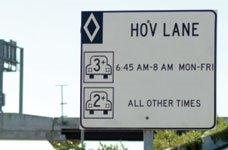 HOV LANE
3+ 6:45 AM-8 AM MON-FRI
2+ ALL OTHER TIMES